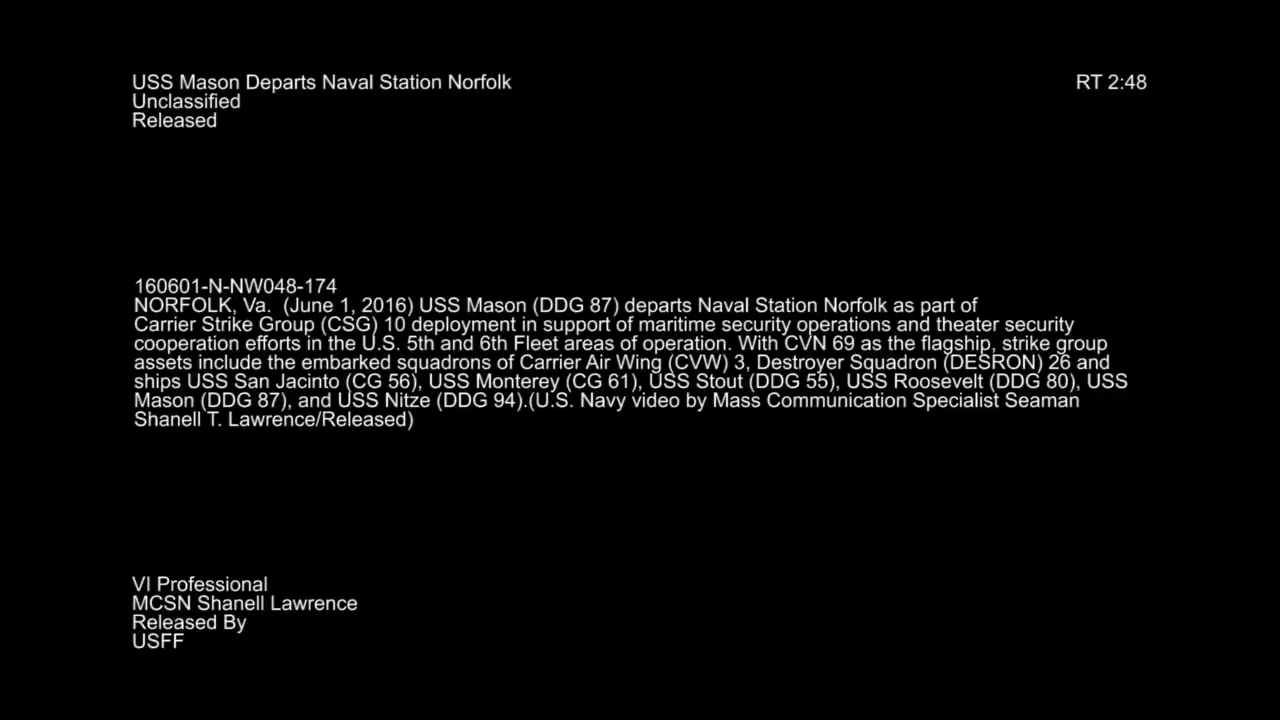 USS Mason Departs Naval Station Norfolk
RT 2:48
Unclassified
Released
160601-N-NW048-174
NORFOLK, Va.  (June 1, 2016) USS Mason (DDG 87) departs Naval Station Norfolk as part of
Carrier Strike Group (CSG) 10 deployment in support of maritime security operations and theater security
cooperation efforts in the U.S. 5th and 6th Fleet areas of operation. With CVN 69 as the flagship, strike group
assets include the embarked squadrons of Carrier Air Wing (CVW) 3, Destroyer Squadron (DESRON) 26 and
ships USS San Jacinto (CG 56), USS Monterey (CG 61), USS Stout (DDG 55), USS Roosevelt (DDG 80), USS
Mason (DDG 87), and USS Nitze (DDG 94).(U.S. Navy video by Mass Communication Specialist Seaman
Shanell T. Lawrence/Released)
VI Professional
MCSN Shanell Lawrence
Released By
USFF